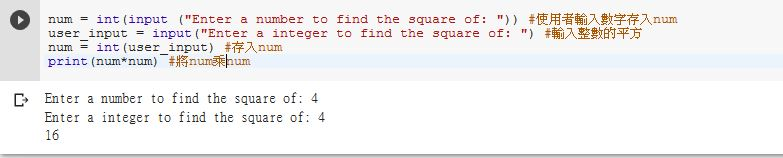 num = int(input ("Enter a number to find the square of: ")) #使用者輸入數字存入num
user_input = input("Enter a integer to find the square of: ") #輸入整數的平方
num = int(user_input) #存入num
print(num*num) #將num乘num
Enter a number to find the square of: 4
Enter a integer to find the square of: 4
16